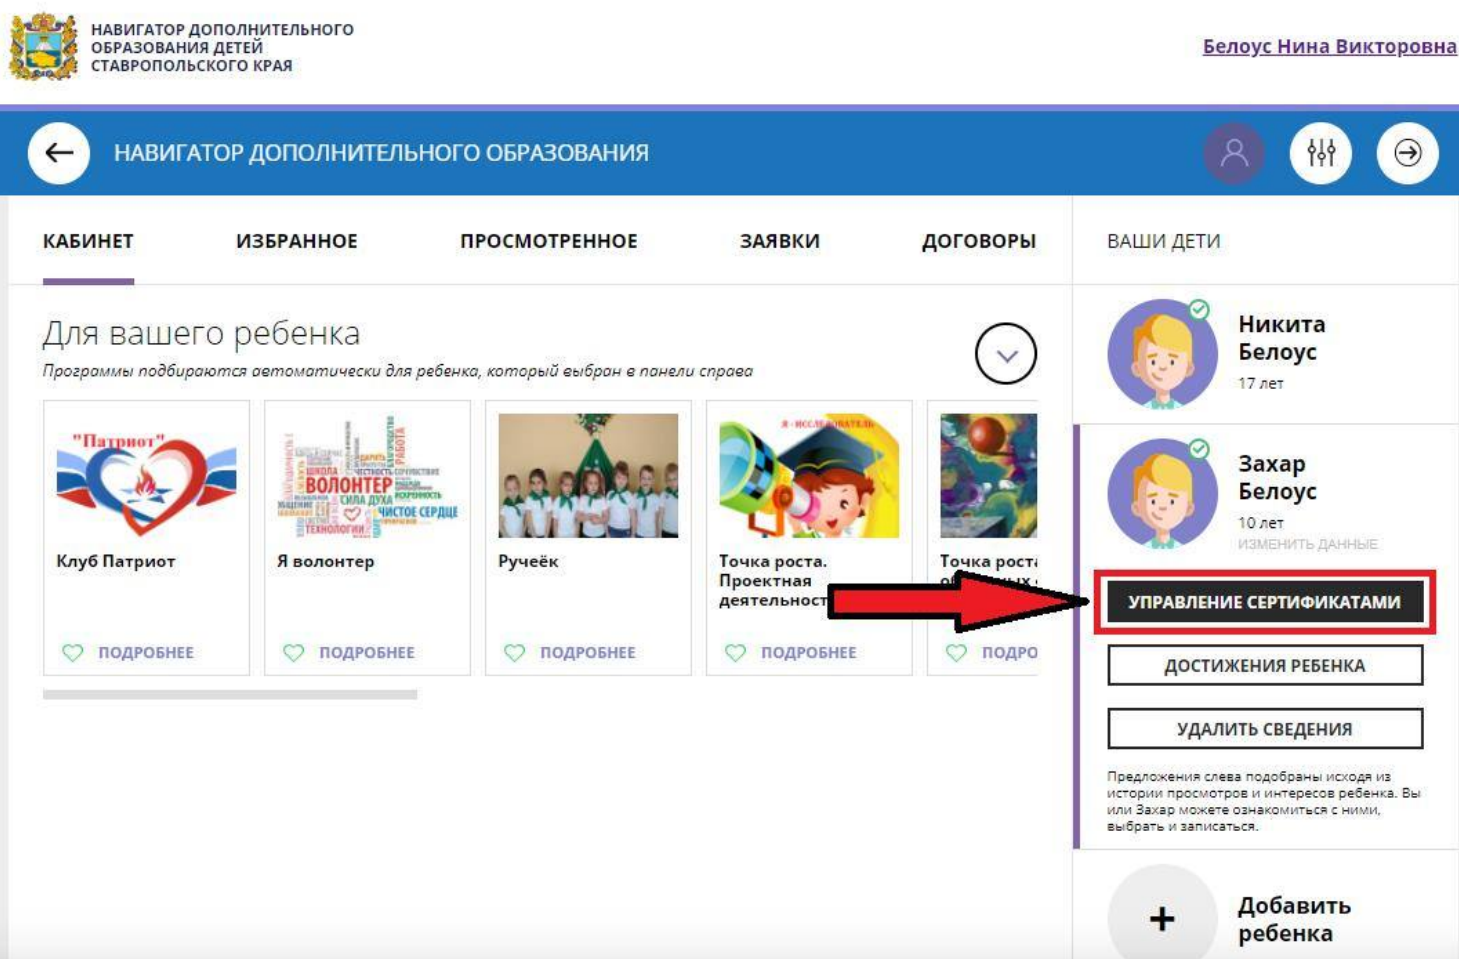 НАВИГАТОР ДОПОЛНИТЕЛЬНОГО
ОБРАЗОВАНИЯ ДЕТЕЙ
СТАВРОПОЛЬСКОГО КРАЯ
Белоус Нина Викторовна
НАВИГАТОР ДОПОЛНИТЕЛЬНОГО ОБРАЗОВАНИЯ
КАБИНЕТ
ИЗБРАННОЕ
ПРОСМОТРЕННОЕ
ЗАЯВКИ
ДОГОВОРЫ
Для вашего ребенка
Программы подбираются автоматически для ребенка, который выбран в панели справа
"Патриот"
Клуб Патриот
ПОДРОБНЕЕ
ШКОЛА
ВОЛОНТЕР
СИЛА ДУХА
ЧИСТОЕ СЕРДЦЕ
ТЕХНОЛОГИИ
РАБОТА
Я волонтер
ПОДРОБНЕЕ
Ручеёк
ПОДРОБНЕЕ
Я - ИССЛЕДОВАТЕЛЬ
Точка роста.
Проектная
деятельност
ПОДРОБНЕЕ
Точка роста
ПОДРО
ВАШИ ДЕТИ
Никита
Белоус
17 лет
Захар
Белоус
10 лет
ИЗМЕНИТЬ ДАННЫЕ
УПРАВЛЕНИЕ СЕРТИФИКАТАМИ
ДОСТИЖЕНИЯ РЕБЕНКА
УДАЛИТЬ СВЕДЕНИЯ
Предложения слева подобраны исходя из
истории просмотров и интересов ребенка. Вы
или Захар можете ознакомиться с ними,
выбрать и записаться.
Добавить
ребенка